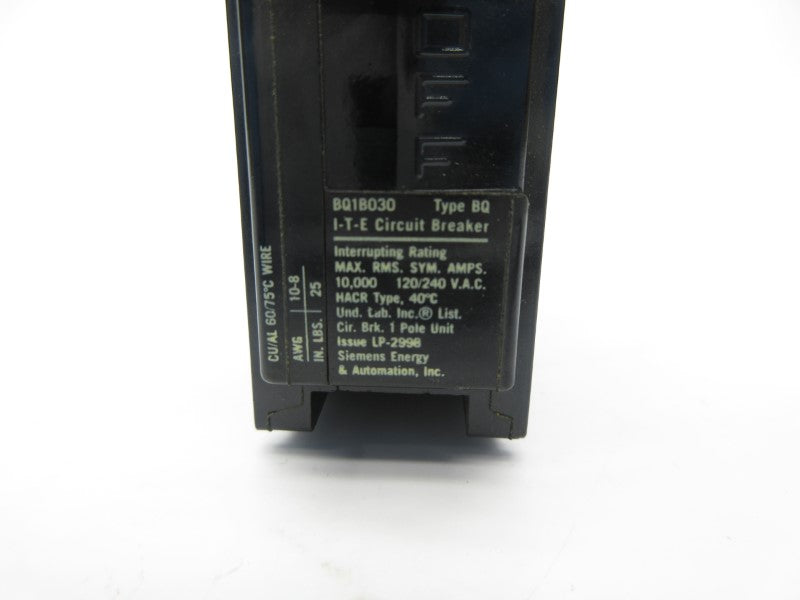 OFF
BQ1B030 Type BQ
I-T-E Circuit Breaker
Interrupting Rating
MAX. RMS. SYM. AMPS.
10,000 120/240 V.A.C.
HACR Type, 40°C
Und. Lab. Inc.® List.
Cir. Brk. 1 Pole Unit
Issue LP-2998
Siemens Energy
& Automation, Inc.
CU/AL 60/75°C WIRE
AWG 10-8
IN. LBS. 25